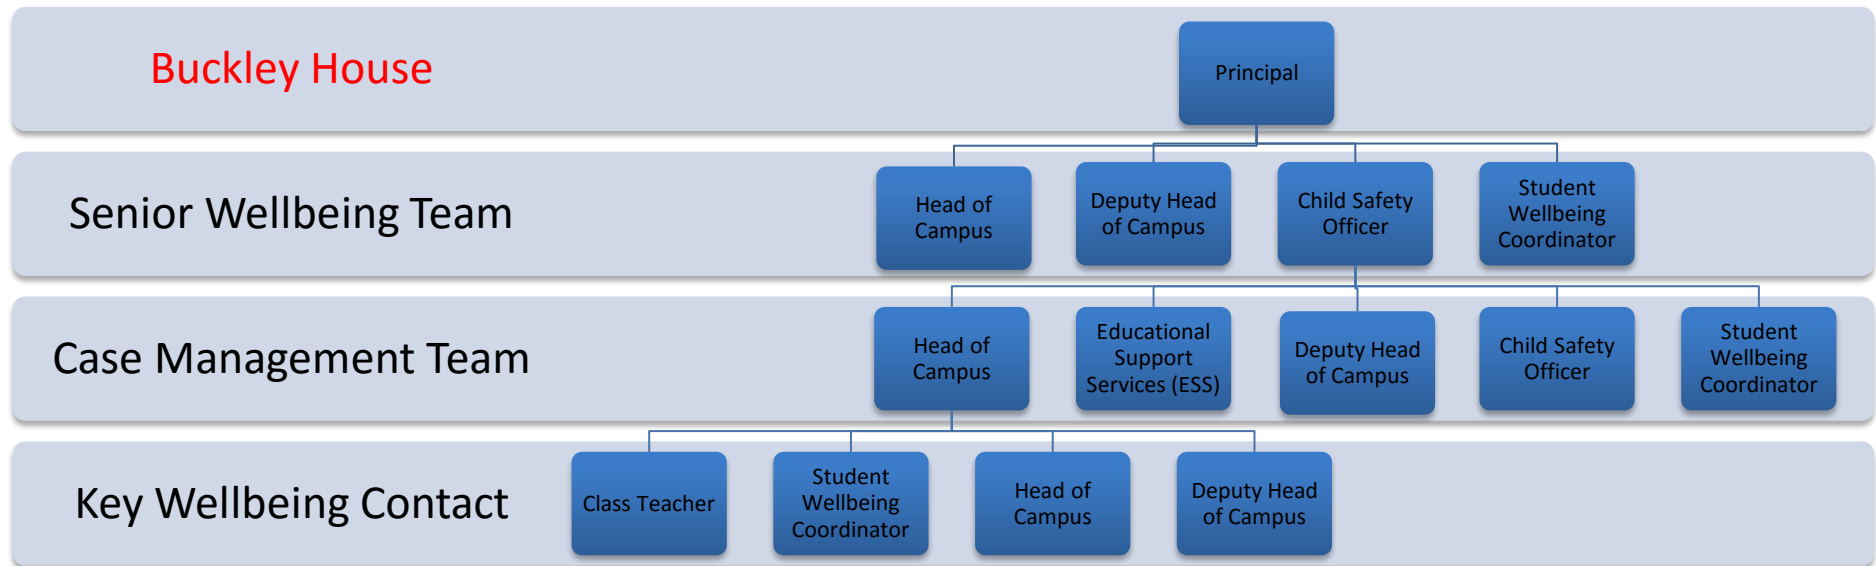 Buckley House
Principal
Senior Wellbeing Team
Head of
Campus
Deputy Head
of Campus
Child Safety
Officer
Student
Wellbeing
Coordinator
Case Management Team
Head of
Campus
Educational
Support
Services (ESS)
Deputy Head
of Campus
Child Safety
Officer
Student
Wellbeing
Coordinator
Key Wellbeing Contact
Class Teacher
Student
Wellbeing
Coordinator
Head of
Campus
Deputy Head
of Campus